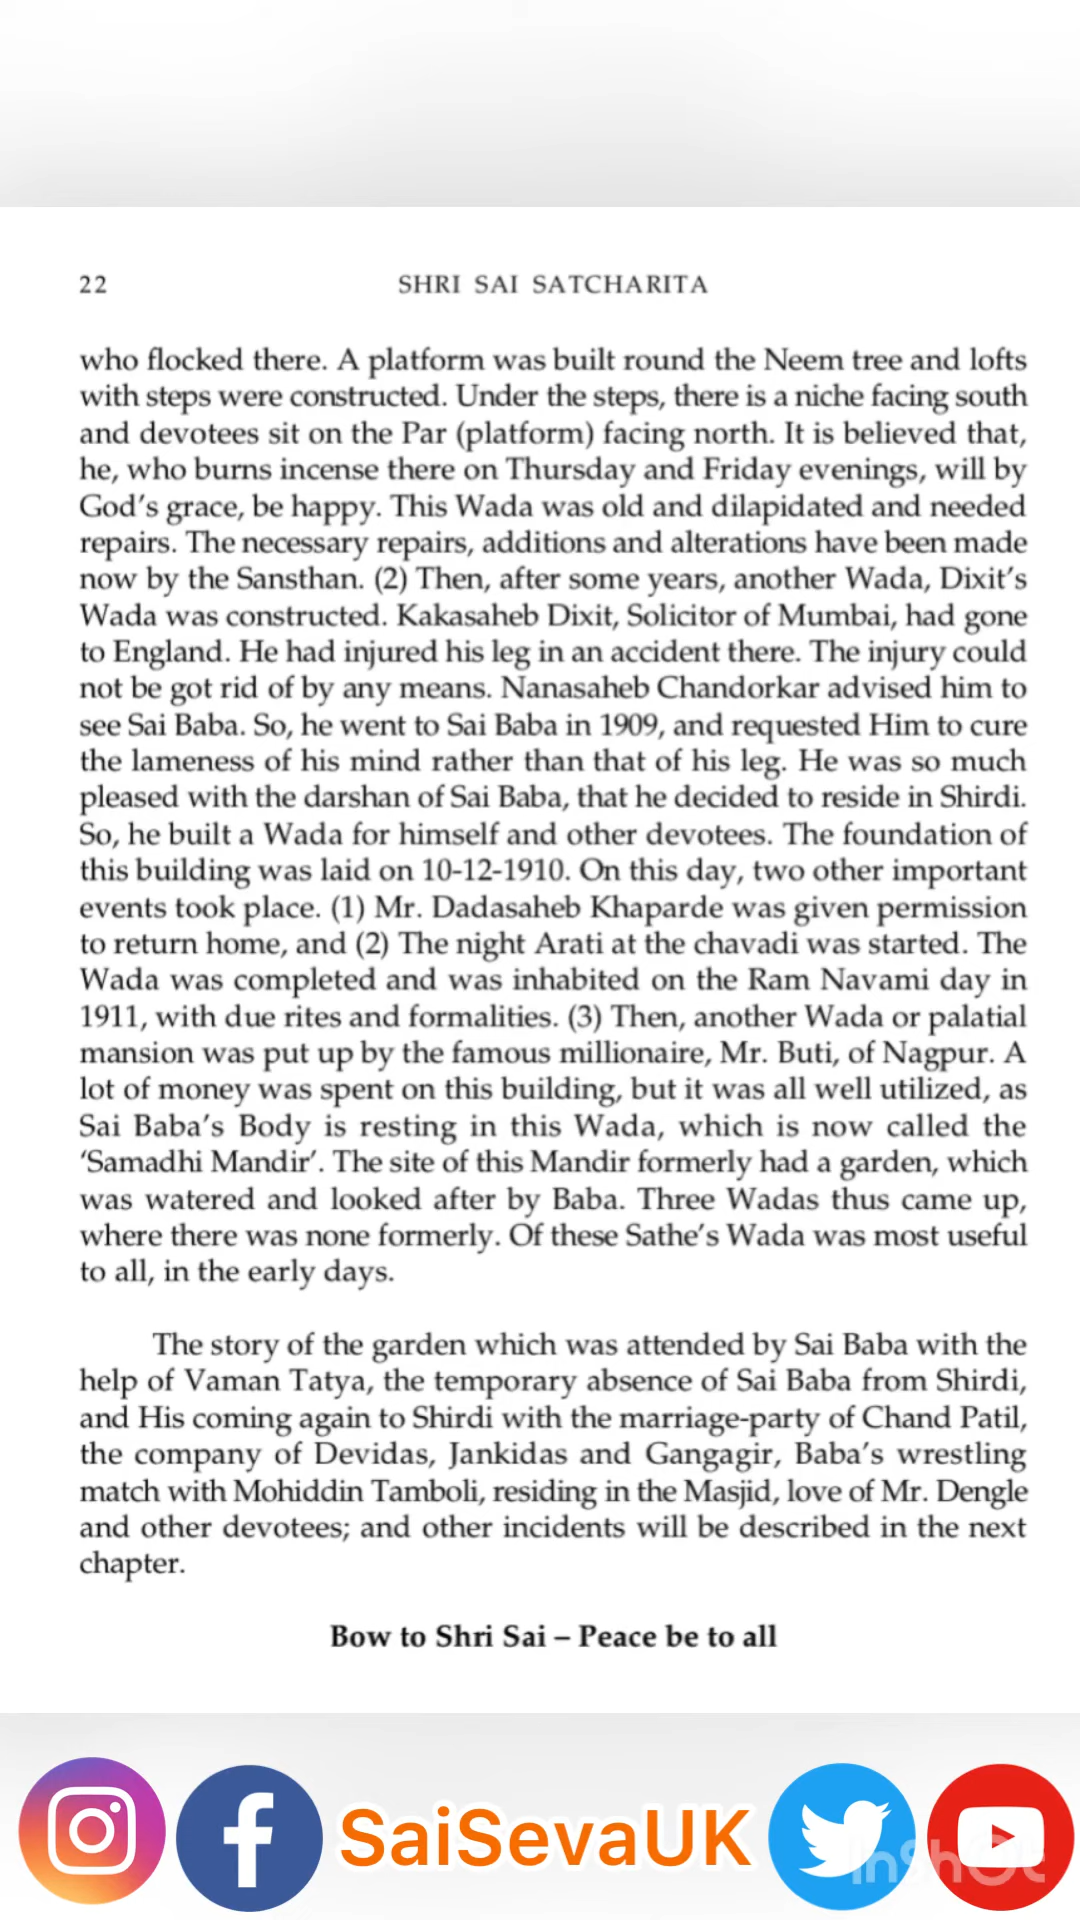 22 SHRI SAI SATCHARITA
who flocked there. A platform was built round the Neem tree and lofts
with steps were constructed. Under the steps, there is a niche facing south
and devotees sit on the Par (platform) facing north. It is believed that,
he, who burns incense there on Thursday and Friday evenings, will by
God's grace, be happy. This Wada was old and dilapidated and needed
repairs. The necessary repairs, additions and alterations have been made
now by the Sansthan. (2) Then, after some years, another Wada, Dixit's
Wada was constructed. Kakasaheb Dixit, Solicitor of Mumbai, had gone
to England. He had injured his leg in an accident there. The injury could
not be got rid of by any means. Nanasaheb Chandorkar advised him to
see Sai Baba. So, he went to Sai Baba in 1909, and requested Him to cure
the lameness of his mind rather than that of his leg. He was so much
pleased with the darshan of Sai Baba, that he decided to reside in Shirdi.
So, he built a Wada for himself and other devotees. The foundation of
this building was laid on 10-12-1910. On this day, two other important
events took place. (1) Mr. Dadasaheb Khaparde was given permission
to return home, and (2) The night Arati at the chavadi was started. The
Wada was completed and was inhabited on the Ram Navami day in
1911, with due rites and formalities. (3) Then, another Wada or palatial
mansion was put up by the famous millionaire, Mr. Buti, of Nagpur. A
lot of money was spent on this building, but it was all well utilized, as
Sai Baba's Body is resting in this Wada, which is now called the
'Samadhi Mandir'. The site of this Mandir formerly had a garden, which
was watered and looked after by Baba. Three Wadas thus came up,
where there was none formerly. Of these Sathe's Wada was most useful
to all, in the early days.
The story of the garden which was attended by Sai Baba with the
help of Vaman Tatya, the temporary absence of Sai Baba from Shirdi,
and His coming again to Shirdi with the marriage-party of Chand Patil,
the company of Devidas, Jankidas and Gangagir, Baba's wrestling
match with Mohiddin Tamboli, residing in the Masjid, love of Mr. Dengle
and other devotees; and other incidents will be described in the next
chapter.
Bow to Shri Sai – Peace be to all
SaiSevaUK
InShOt